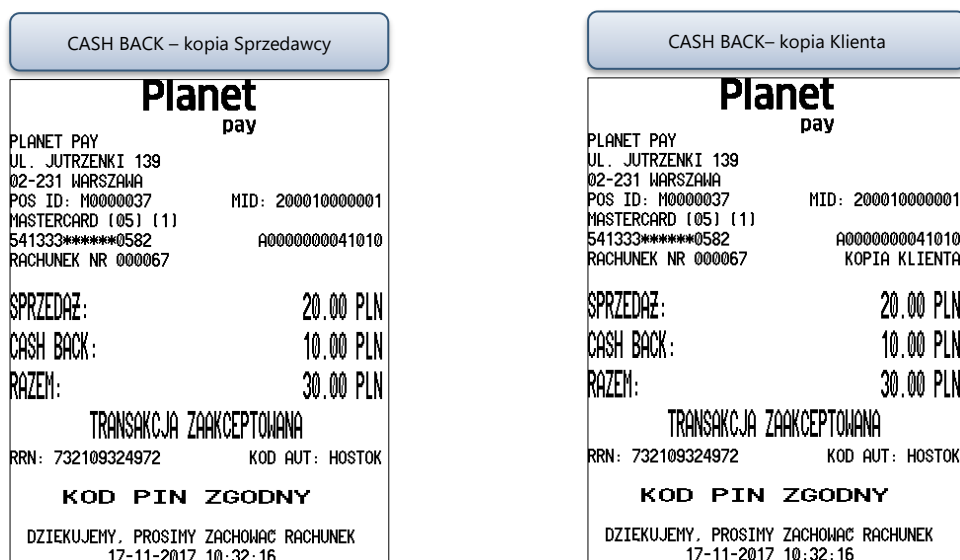 CASH BACK – kopia Sprzedawcy
Planet
pay
PLANET PAY
UL. JUTRZENKI 139
02-231 WARSZAWA
POS ID: M0000037 MID: 200010000001
MASTERCARD (05) (1)
541333******0582 A0000000041010
RACHUNEK NR 000067
SPRZEDAŻ: 20.00 PLN
CASH BACK: 10.00 PLN
RAZEM: 30.00 PLN
TRANSAKCJA ZAAKCEPTOWANA
RRN: 732109324972 KOD AUT: HOSTOK
KOD PIN ZGODNY
DZIEKUJEMY, PROSIMY ZACHOWAĆ RACHUNEK
17-11-2017 10:32:16
CASH BACK– kopia Klienta
Planet
pay
PLANET PAY
UL. JUTRZENKI 139
02-231 WARSZAWA
POS ID: M0000037 MID: 200010000001
MASTERCARD (05) (1)
541333******0582 A0000000041010
RACHUNEK NR 000067 KOPIA KLIENTA
SPRZEDAŻ: 20.00 PLN
CASH BACK: 10.00 PLN
RAZEM: 30.00 PLN
TRANSAKCJA ZAAKCEPTOWANA
RRN: 732109324972 KOD AUT: HOSTOK
KOD PIN ZGODNY
DZIEKUJEMY, PROSIMY ZACHOWAĆ RACHUNEK
17-11-2017 10:32:16